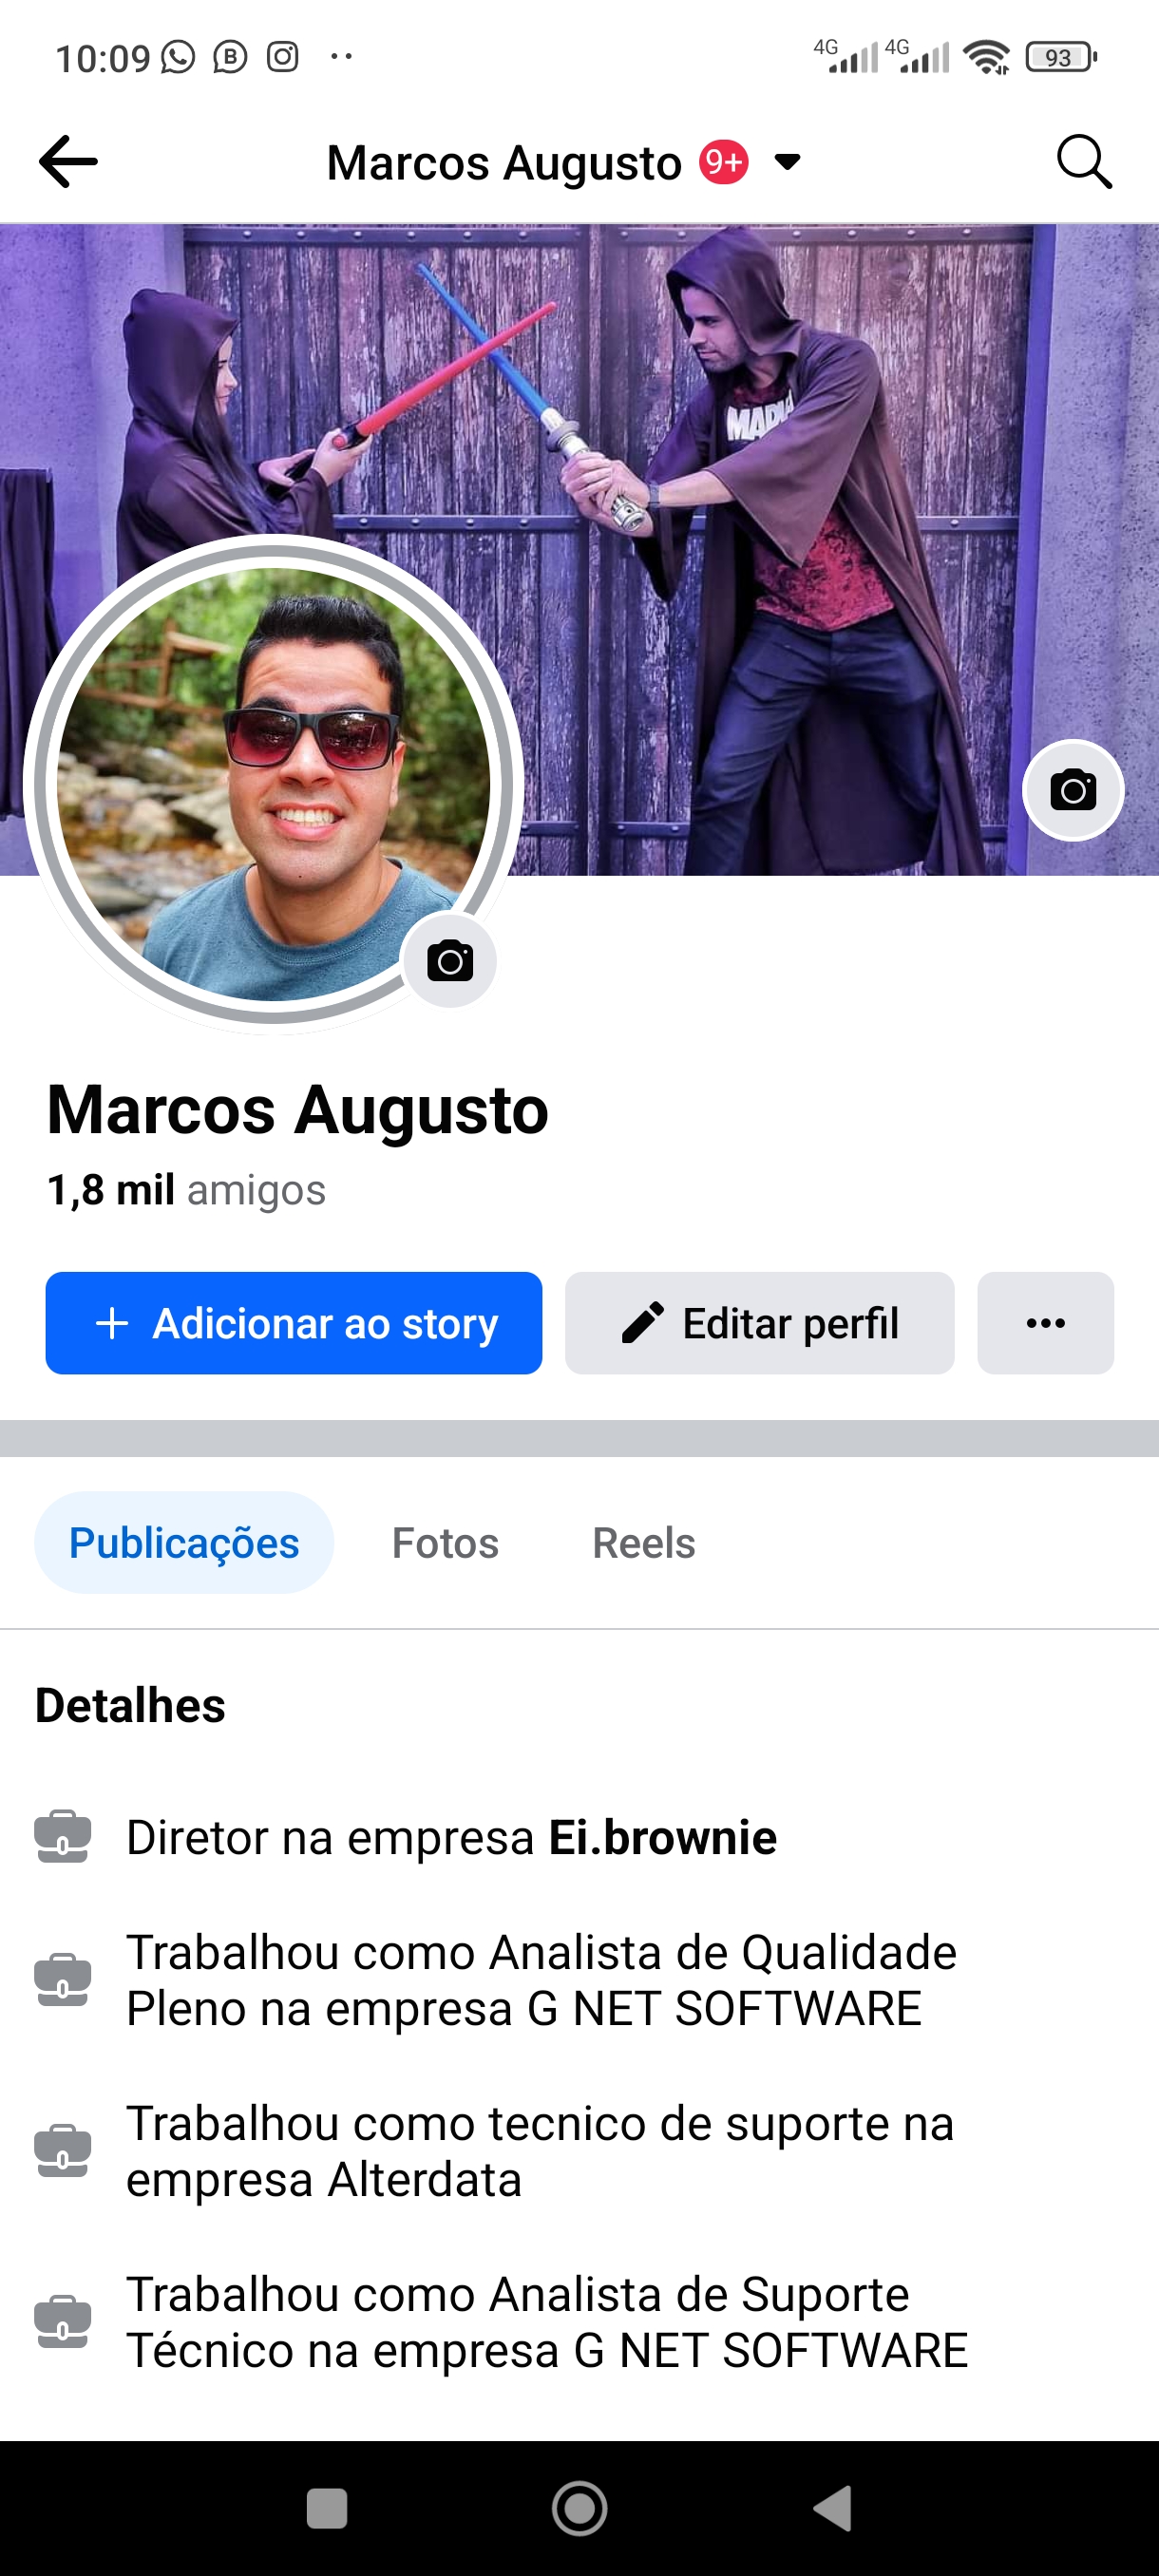 10:09
4G 4G 93
Marcos Augusto 9+
Marcos Augusto
1,8 mil amigos
+ Adicionar ao story
Editar perfil
Publicações
Fotos
Reels
Detalhes
Diretor na empresa Ei.brownie
Trabalhou como Analista de Qualidade
Pleno na empresa G NET SOFTWARE
Trabalhou como tecnico de suporte na
empresa Alterdata
Trabalhou como Analista de Suporte
Técnico na empresa G NET SOFTWARE